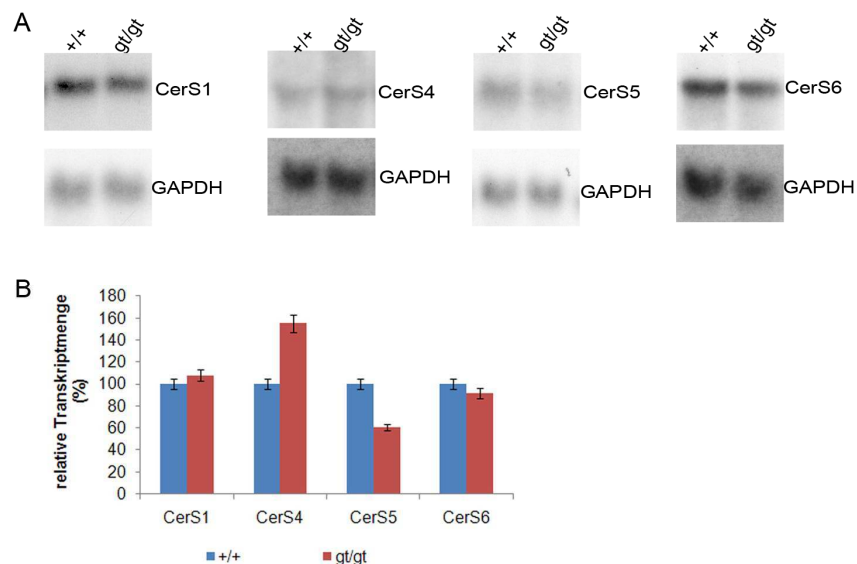 A
+/+ gt/gt
+/+ gt/gt
+/+ gt/gt
+/+ gt/gt
CerS1
CerS4
CerS5
CerS6
GAPDH
GAPDH
GAPDH
GAPDH
B
relative Transkriptmenge
(%)
180
160
140
120
100
80
60
40
20
0
CerS1 CerS4 CerS5 CerS6
+/+ gt/gt